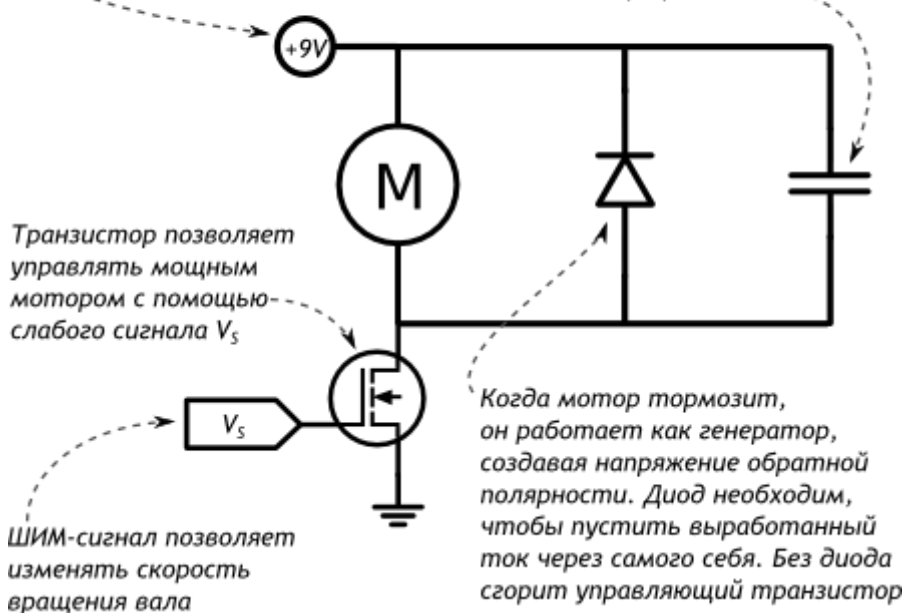 +9V
M
Транзистор позволяет
управлять мощным
мотором с помощью
слабого сигнала Vₛ
Vₛ
ШИМ-сигнал позволяет
изменять скорость
вращения вала
Когда мотор тормозит,
он работает как генератор,
создавая напряжение обратной
полярности. Диод необходим,
чтобы пустить выработанный
ток через самого себя. Без диода
сгорит управляющий транзистор